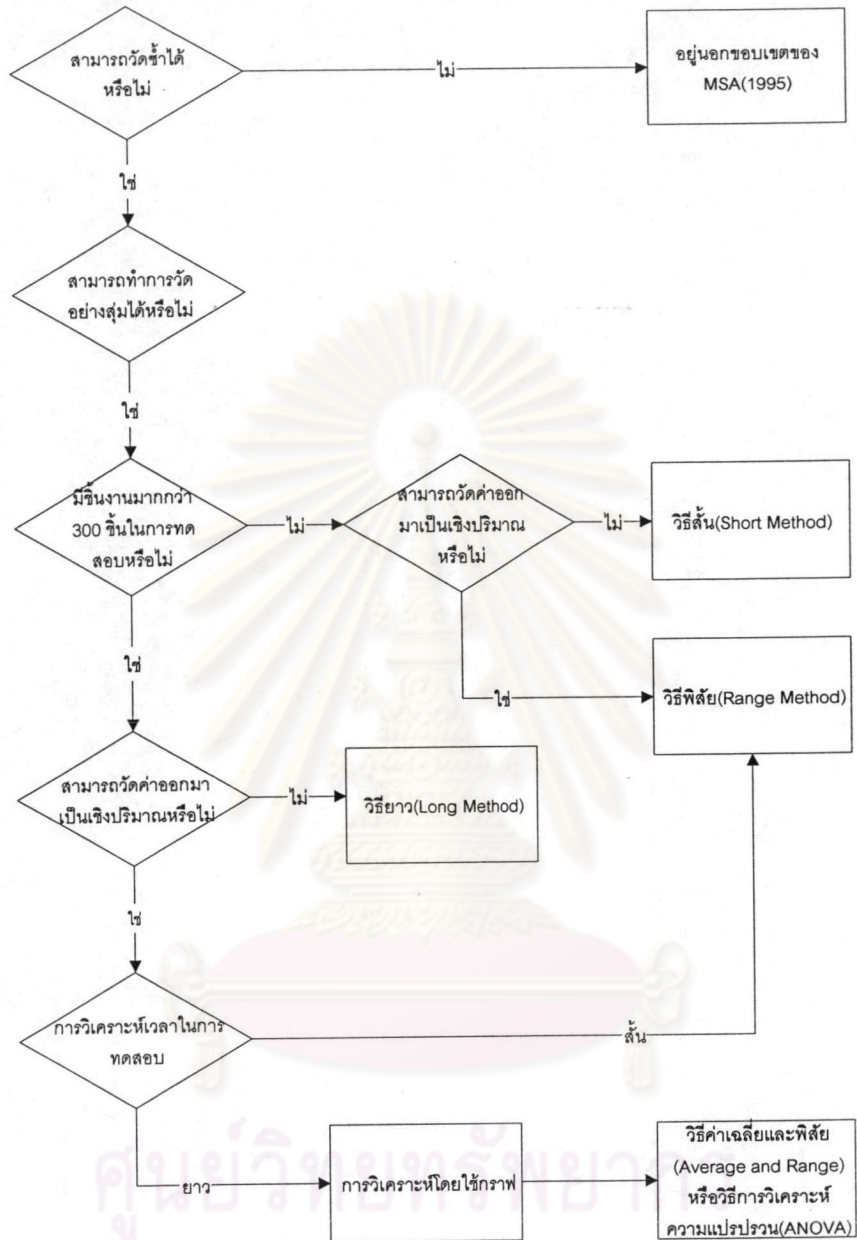 สามารถวัดซ้ำได้
หรือไม่
ไม่
อยู่นอกขอบเขตของ
MSA(1995)
ใช่
สามารถทำการวัด
อย่างสุ่มได้หรือไม่
ใช่
มีชิ้นงานมากกว่า
300 ชิ้นในการทด
สอบหรือไม่
ไม่
สามารถวัดค่าออก
มาเป็นเชิงปริมาณ
หรือไม่
ไม่
วิธีสั้น(Short Method)
ใช่
ใช่
วิธีพิสัย(Range Method)
สามารถวัดค่าออกมา
เป็นเชิงปริมาณหรือไม่
ไม่
วิธียาว(Long Method)
ใช่
การวิเคราะห์เวลาในการ
ทดสอบ
สั้น
ยาว
การวิเคราะห์โดยใช้กราฟ
วิธีค่าเฉลี่ยและพิสัย
(Average and Range)
หรือวิธีการวิเคราะห์
ความแปรปรวน(ANOVA)
ศูนย์วิทยทรัพยากร